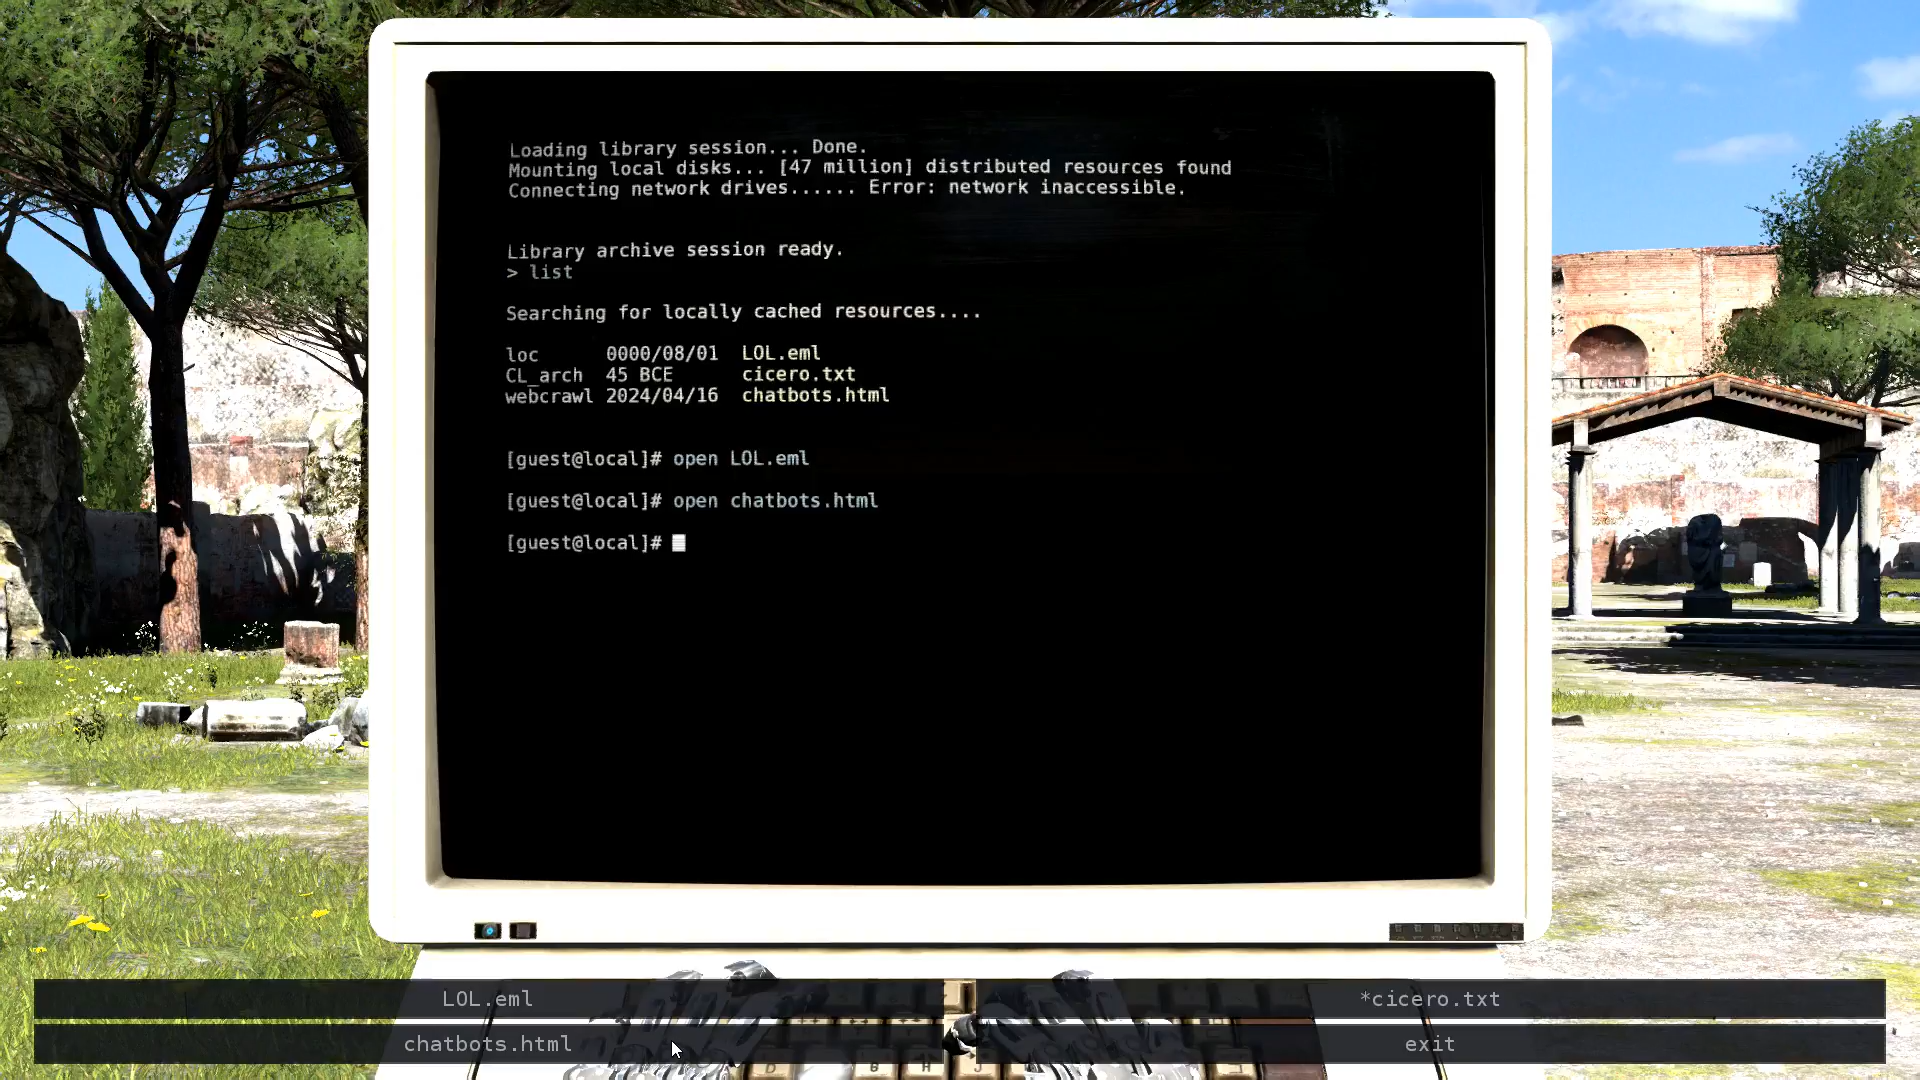 Loading library session... Done.
Mounting local disks... [47 million] distributed resources found
Connecting network drives...... Error: network inaccessible.
Library archive session ready.
> list
Searching for locally cached resources....
loc 0000/08/01 LOL.eml
CL_arch 45 BCE cicero.txt
webcrawl 2024/04/16 chatbots.html
[guest@local]# open LOL.eml
[guest@local]# open chatbots.html
[guest@local]#
LOL.eml *cicero.txt
chatbots.html exit